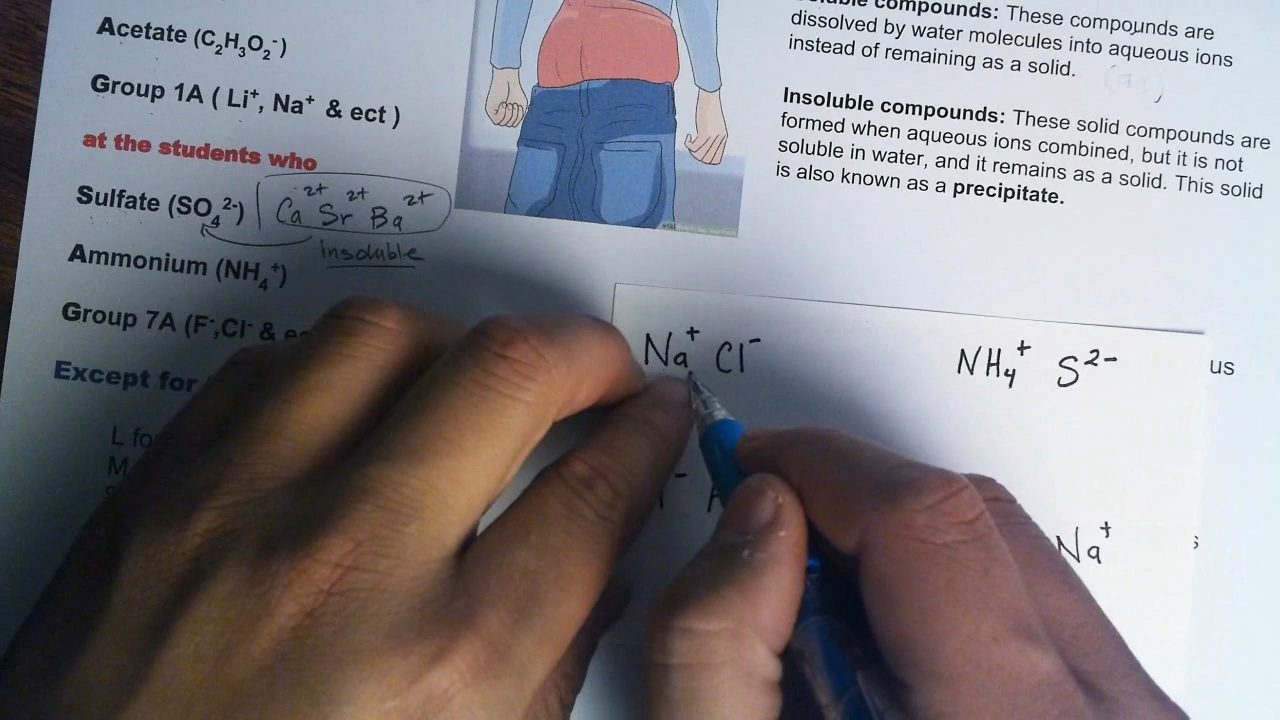 Acetate (C₂H₃O₂⁻)
Group 1A ( Li⁺, Na⁺ & ect )
at the students who
Sulfate (SO₄²⁻) Ca²⁺ Sr²⁺ Ba²⁺
insoluble
Ammonium (NH₄⁺)
Group 7A (F⁻,Cl⁻ &
Except for
L fo
M
compounds: These compounds are
dissolved by water molecules into aqueous ions
instead of remaining as a solid.
Insoluble compounds: These solid compounds are
formed when aqueous ions combined, but it is not
soluble in water, and it remains as a solid. This solid
is also known as a precipitate.
Na⁺ Cl⁻
NH₄⁺ S²⁻
us
Na⁺
s